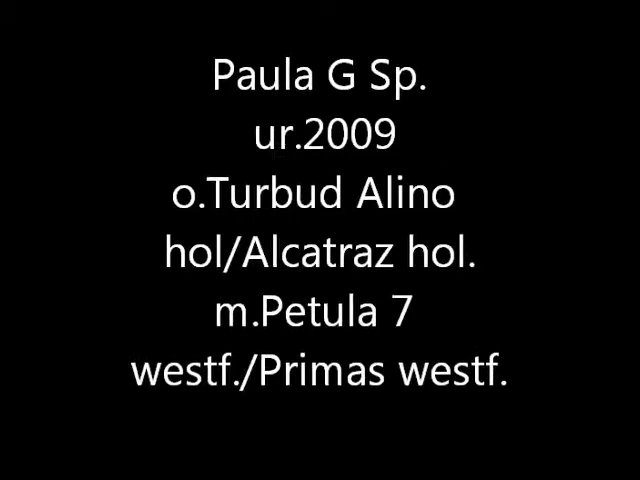 Paula G Sp.
ur.2009
o.Turbud Alino
hol/Alcatraz hol.
m.Petula 7
westf./Primas westf.